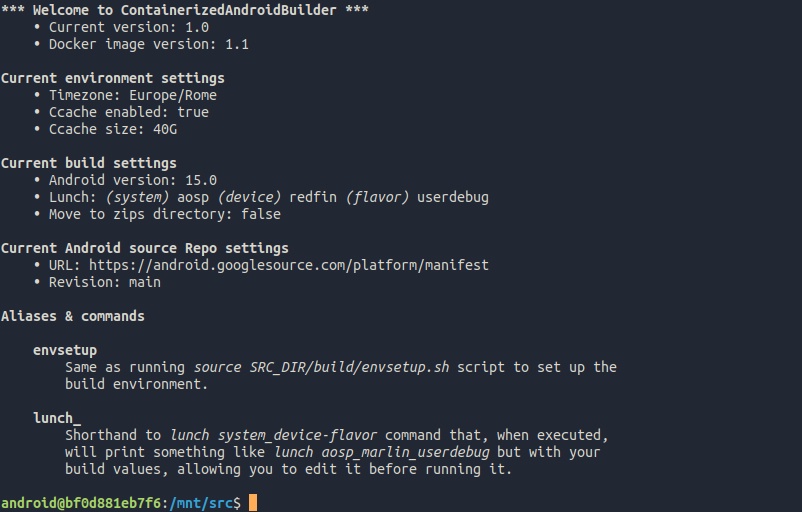 *** Welcome to ContainerizedAndroidBuilder ***
• Current version: 1.0
• Docker image version: 1.1
Current environment settings
• Timezone: Europe/Rome
• Ccache enabled: true
• Ccache size: 40G
Current build settings
• Android version: 15.0
• Lunch: (system) aosp (device) redfin (flavor) userdebug
• Move to zips directory: false
Current Android source Repo settings
• URL: https://android.googlesource.com/platform/manifest
• Revision: main
Aliases & commands
envsetup
Same as running source SRC_DIR/build/envsetup.sh script to set up the
build environment.
lunch_
Shorthand to lunch system_device-flavor command that, when executed,
will print something like lunch aosp_marlin_userdebug but with your
build values, allowing you to edit it before running it.
android@bf0d881eb7f6:/mnt/src$